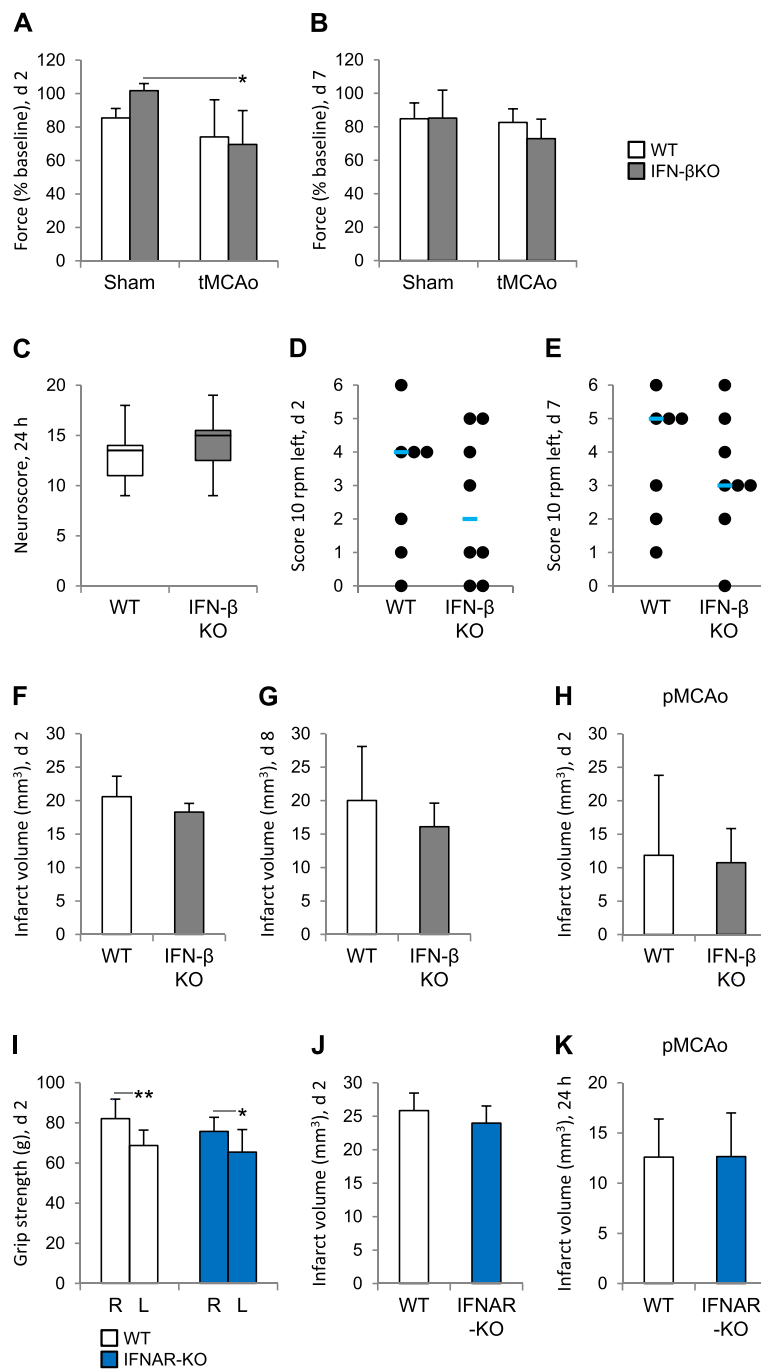 A
Force (% baseline), d 2
120
100
80
60
40
20
0
*
Sham
tMCAo
B
Force (% baseline), d 7
120
100
80
60
40
20
0
Sham
tMCAo
WT
IFN-βKO
C
Neuroscore, 24 h
20
15
10
5
0
WT
IFN-β
KO
D
Score 10 rpm left, d 2
6
5
4
3
2
1
0
WT
IFN-β
KO
E
Score 10 rpm left, d 7
6
5
4
3
2
1
0
WT
IFN-β
KO
F
Infarct volume (mm³), d 2
30
25
20
15
10
5
0
WT
IFN-β
KO
G
Infarct volume (mm³), d 8
30
25
20
15
10
5
0
WT
IFN-β
KO
H
pMCAo
Infarct volume (mm³), d 2
30
25
20
15
10
5
0
WT
IFN-β
KO
I
Grip strength (g), d 2
100
80
60
40
20
0
**
*
R L R L
WT
IFNAR-KO
J
Infarct volume (mm³), d 2
30
25
20
15
10
5
0
WT
IFNAR
-KO
K
pMCAo
Infarct volume (mm³), 24 h
20
15
10
5
0
WT
IFNAR
-KO